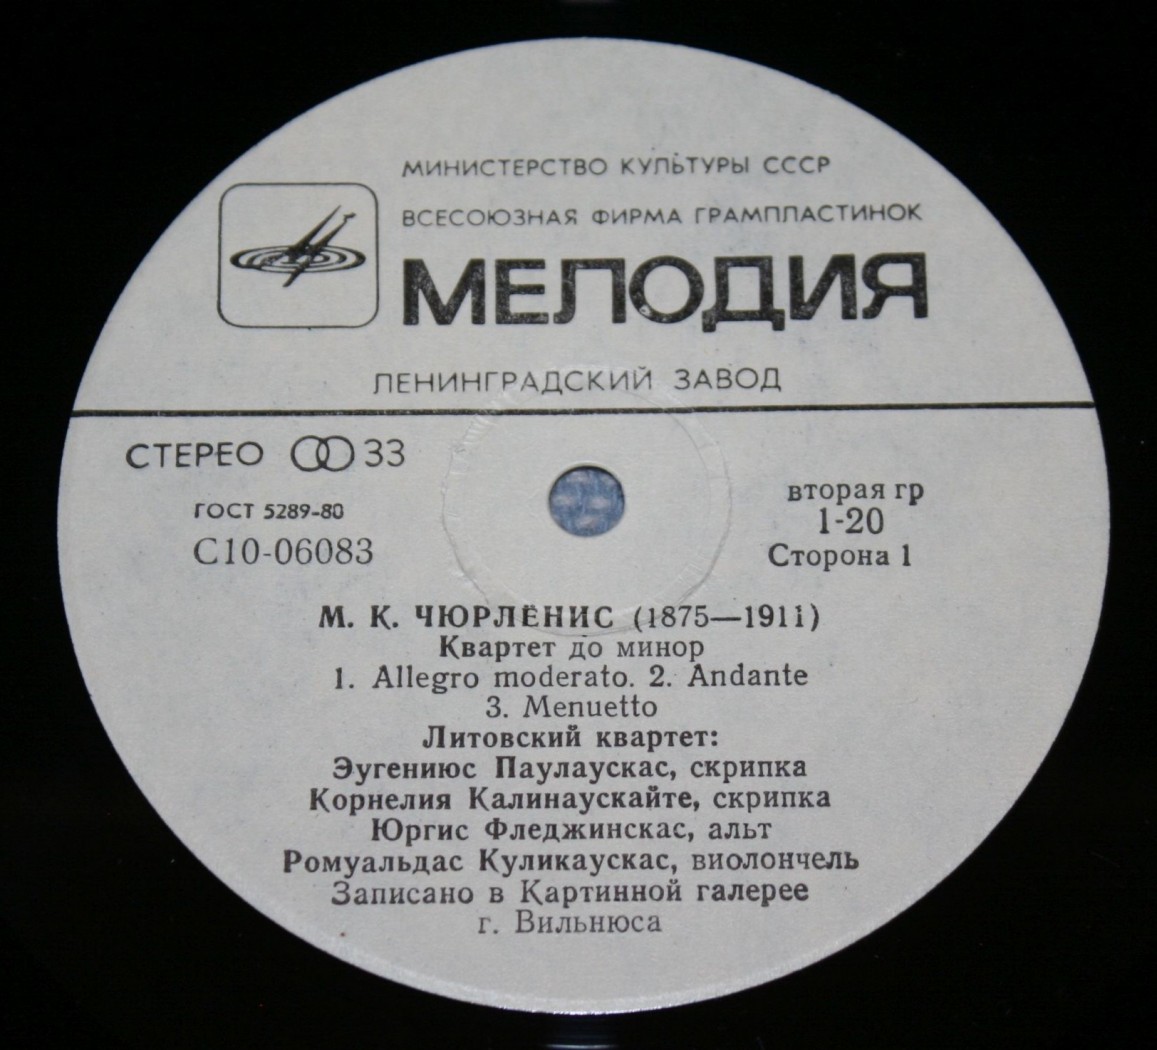 МИНИСТЕРСТВО КУЛЬТУРЫ СССР
ВСЕСОЮЗНАЯ ФИРМА ГРАМПЛАСТИНОК
МЕЛОДИЯ
ЛЕНИНГРАДСКИЙ ЗАВОД
СТЕРЕО 33
ГОСТ 5289-80
С10-06083
вторая гр
1-20
Сторона 1
М. К. ЧЮРЛЁНИС (1875—1911)
Квартет до минор
1. Allegro moderato. 2. Andante
3. Menuetto
Литовский квартет:
Эугениюс Паулаускас, скрипка
Корнелия Калинаускайте, скрипка
Юргис Фледжинскас, альт
Ромуальдас Куликаускас, виолончель
Записано в Картинной галерее
г. Вильнюса